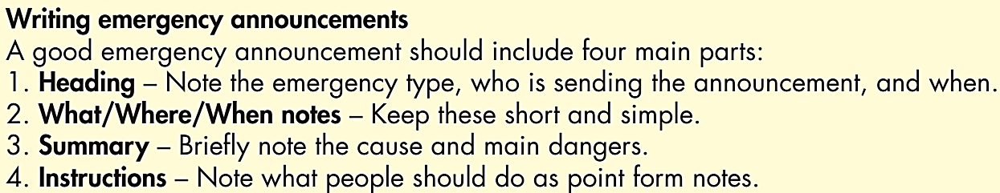 Writing emergency announcements
A good emergency announcement should include four main parts:
1. Heading – Note the emergency type, who is sending the announcement, and when.
2. What/Where/When notes – Keep these short and simple.
3. Summary – Briefly note the cause and main dangers.
4. Instructions – Note what people should do as point form notes.